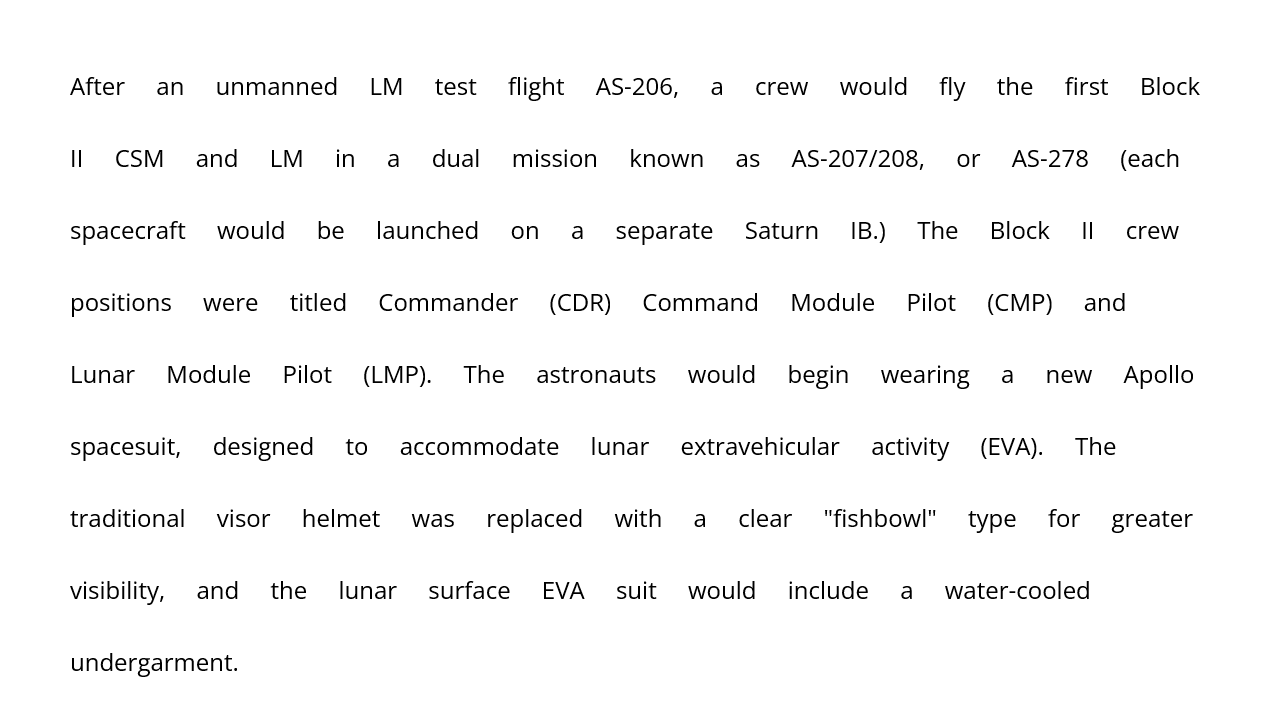 After an unmanned LM test flight AS-206, a crew would fly the first Block
II CSM and LM in a dual mission known as AS-207/208, or AS-278 (each
spacecraft would be launched on a separate Saturn IB.) The Block II crew
positions were titled Commander (CDR) Command Module Pilot (CMP) and
Lunar Module Pilot (LMP). The astronauts would begin wearing a new Apollo
spacesuit, designed to accommodate lunar extravehicular activity (EVA). The
traditional visor helmet was replaced with a clear "fishbowl" type for greater
visibility, and the lunar surface EVA suit would include a water-cooled
undergarment.